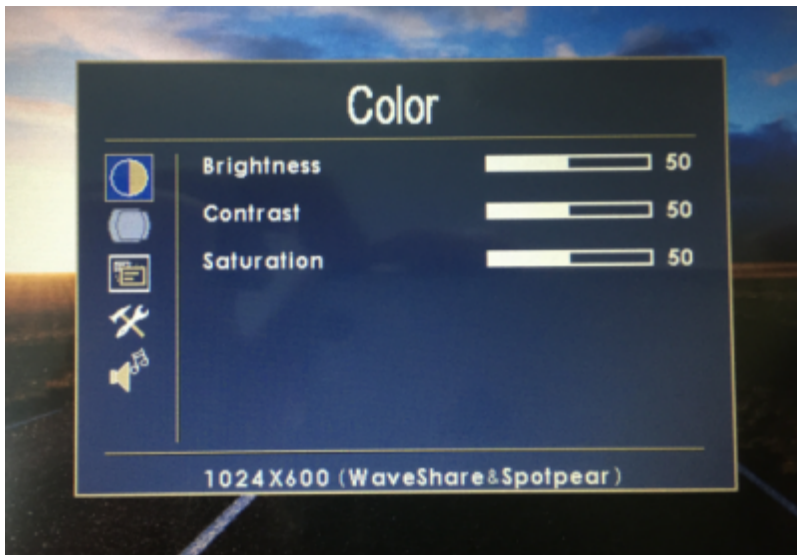 Color
Brightness 50
Contrast 50
Saturation 50
1024X600 (WaveShare&Spotpear)